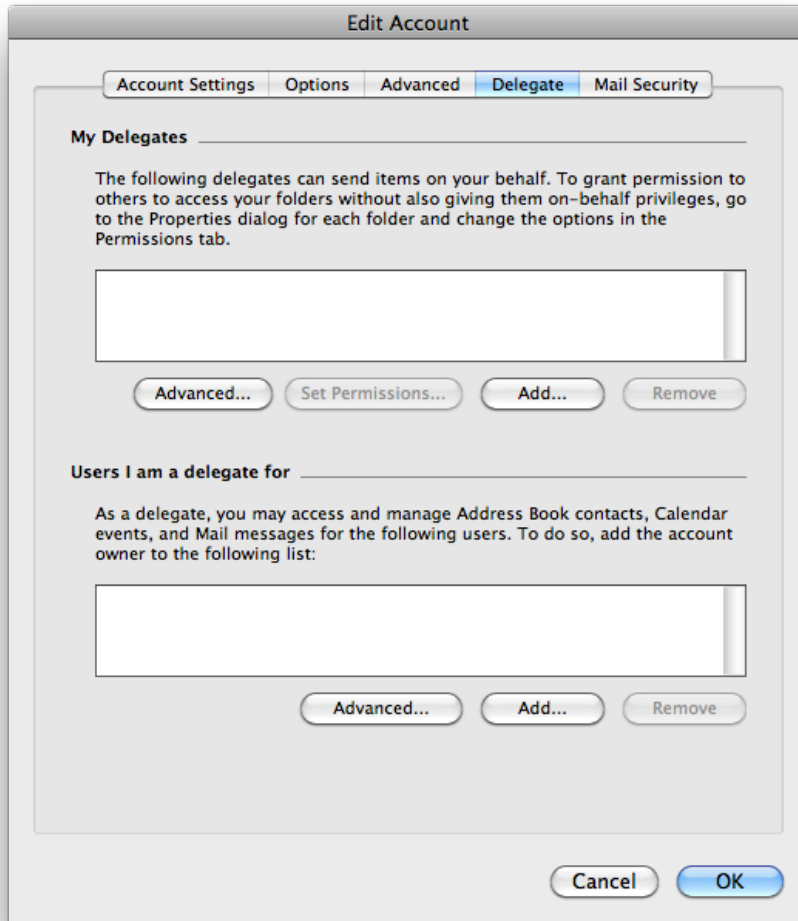 Edit Account
Account Settings Options Advanced Delegate Mail Security
My Delegates
The following delegates can send items on your behalf. To grant permission to
others to access your folders without also giving them on-behalf privileges, go
to the Properties dialog for each folder and change the options in the
Permissions tab.
Advanced... Set Permissions... Add... Remove
Users I am a delegate for
As a delegate, you may access and manage Address Book contacts, Calendar
events, and Mail messages for the following users. To do so, add the account
owner to the following list:
Advanced... Add... Remove
Cancel OK